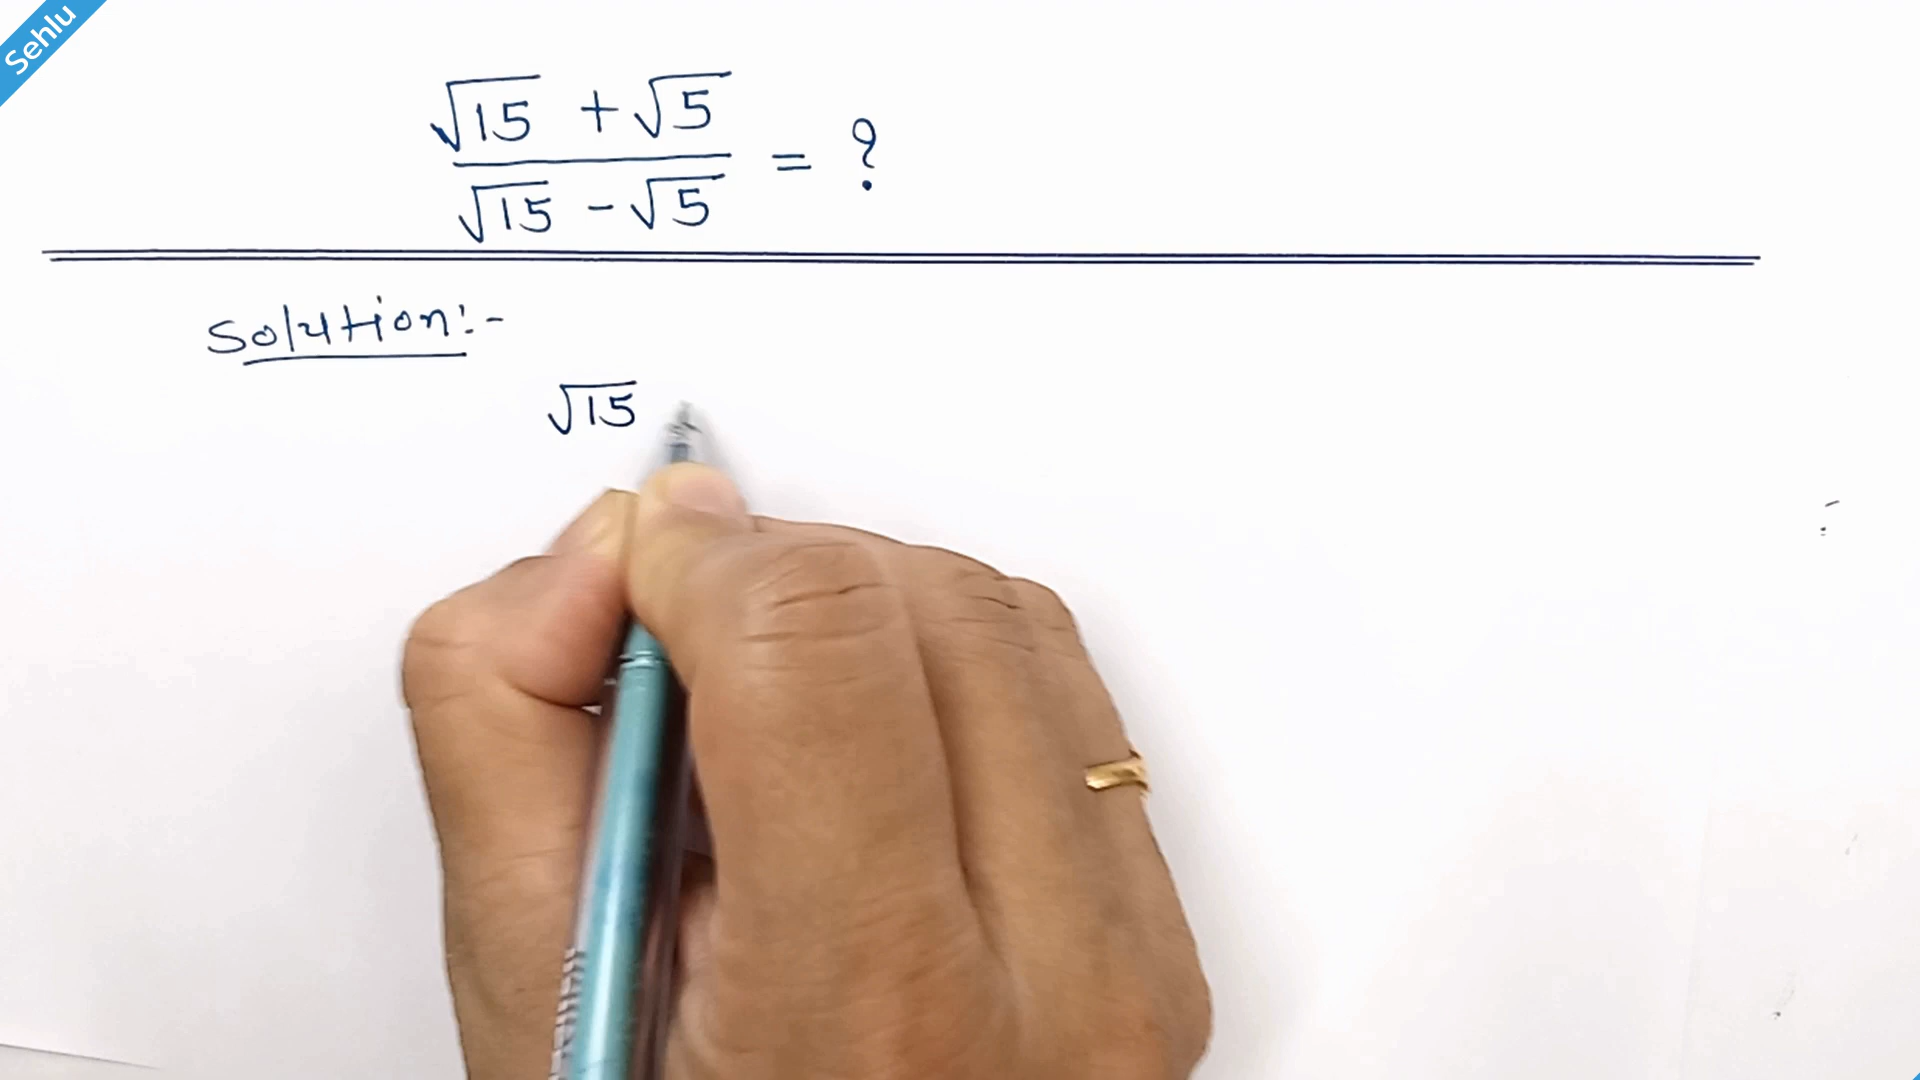 Sehlu
√15 + √5
√15 - √5 = ?
Solution:-
√15